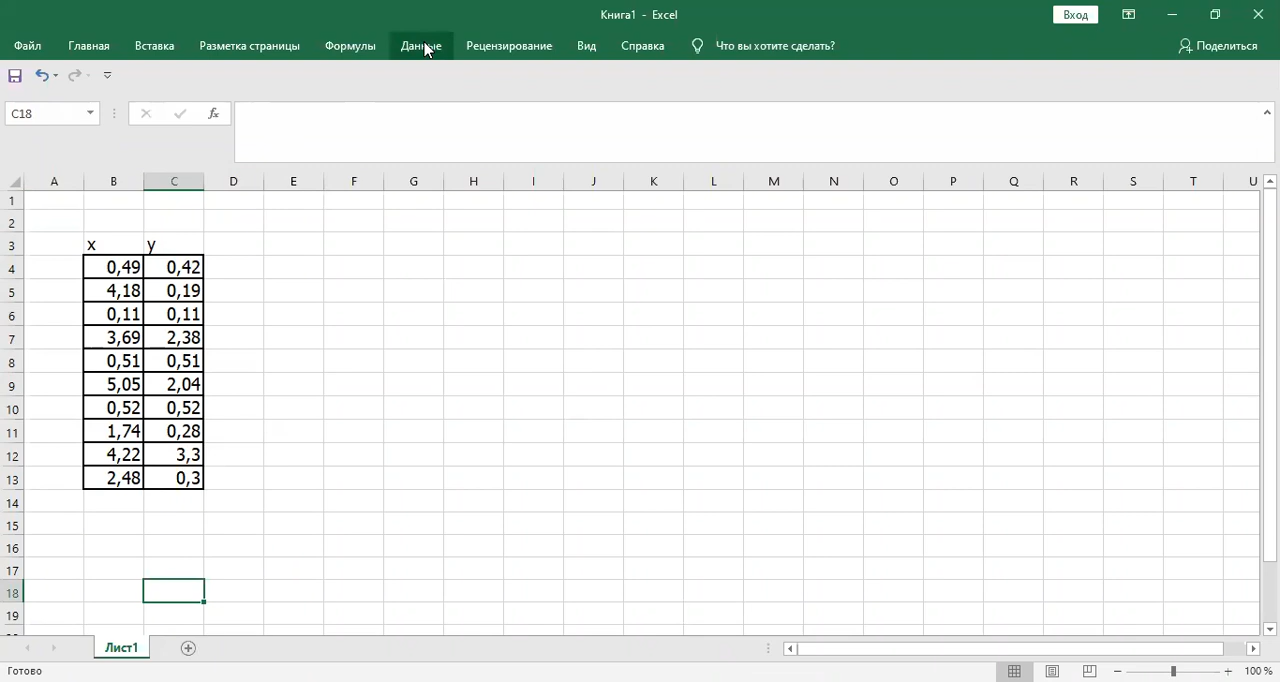 Книга1 - Excel
Вход
Файл Главная Вставка Разметка страницы Формулы Данные Рецензирование Вид Справка Что вы хотите сделать? Поделиться
C18 fx
A B C D E F G H I J K L M N O P Q R S T U
1
2
3 x y
4 0,49 0,42
5 4,18 0,19
6 0,11 0,11
7 3,69 2,38
8 0,51 0,51
9 5,05 2,04
10 0,52 0,52
11 1,74 0,28
12 4,22 3,3
13 2,48 0,3
14
15
16
17
18
19
Лист1
Готово 100 %